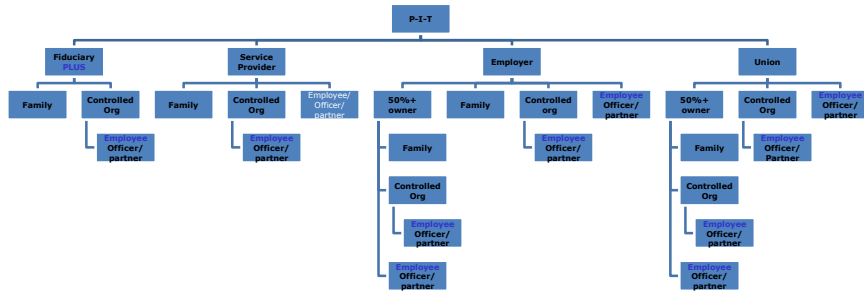 P-I-T
Fiduciary
PLUS
Service
Provider
Employer
Union
Family
Controlled
Org
Family
Controlled
Org
Employee/
Officer/
partner
50%+
owner
Family
Controlled
org
Employee
Officer/
partner
50%+
owner
Controlled
Org
Employee
Officer/
partner
Employee
Officer/
partner
Employee
Officer/
partner
Family
Employee
Officer/
partner
Family
Employee
Officer/
Partner
Controlled
Org
Controlled
Org
Employee
Officer/
partner
Employee
Officer/
partner
Employee
Officer/
partner
Employee
Officer/
partner